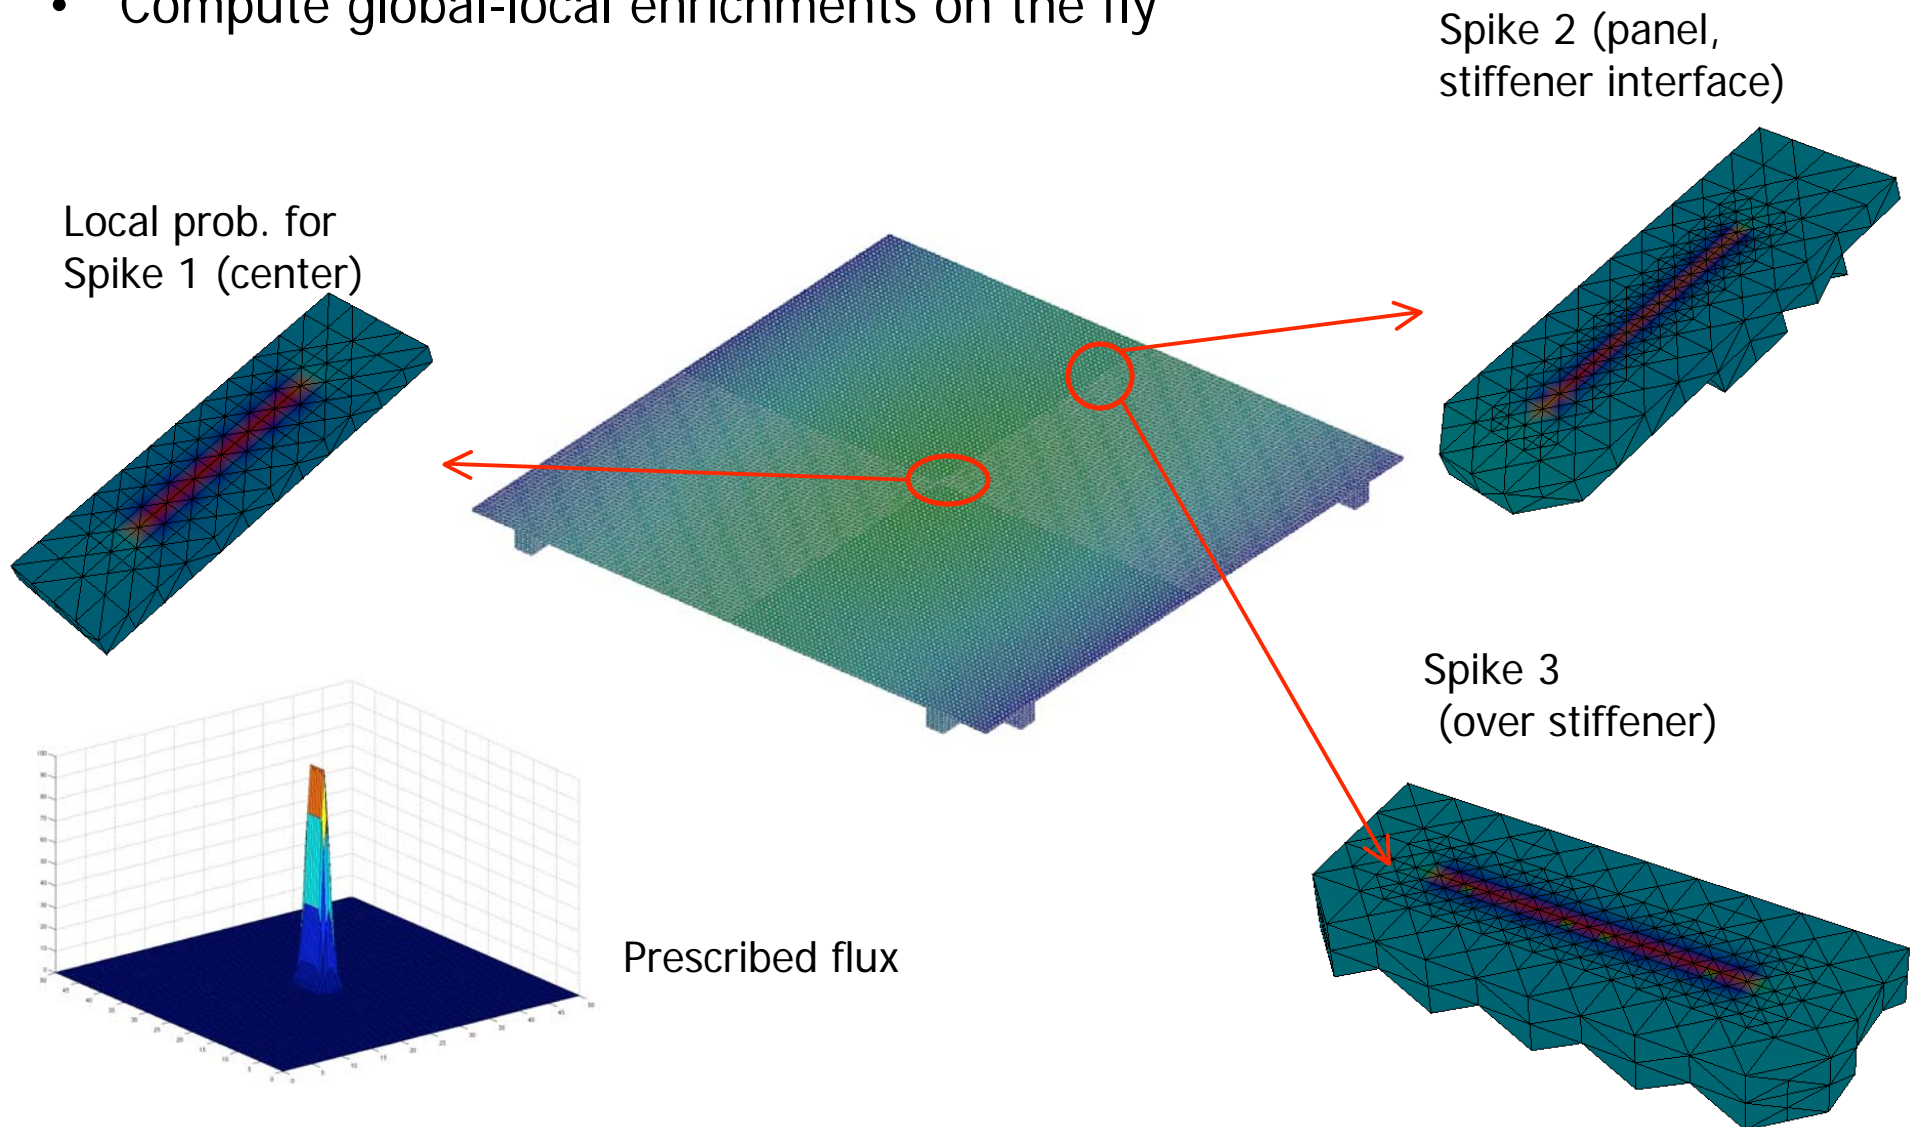 • Compute global-local enrichments on the fly
Spike 2 (panel,
stiffener interface)
Local prob. for
Spike 1 (center)
Spike 3
(over stiffener)
Prescribed flux